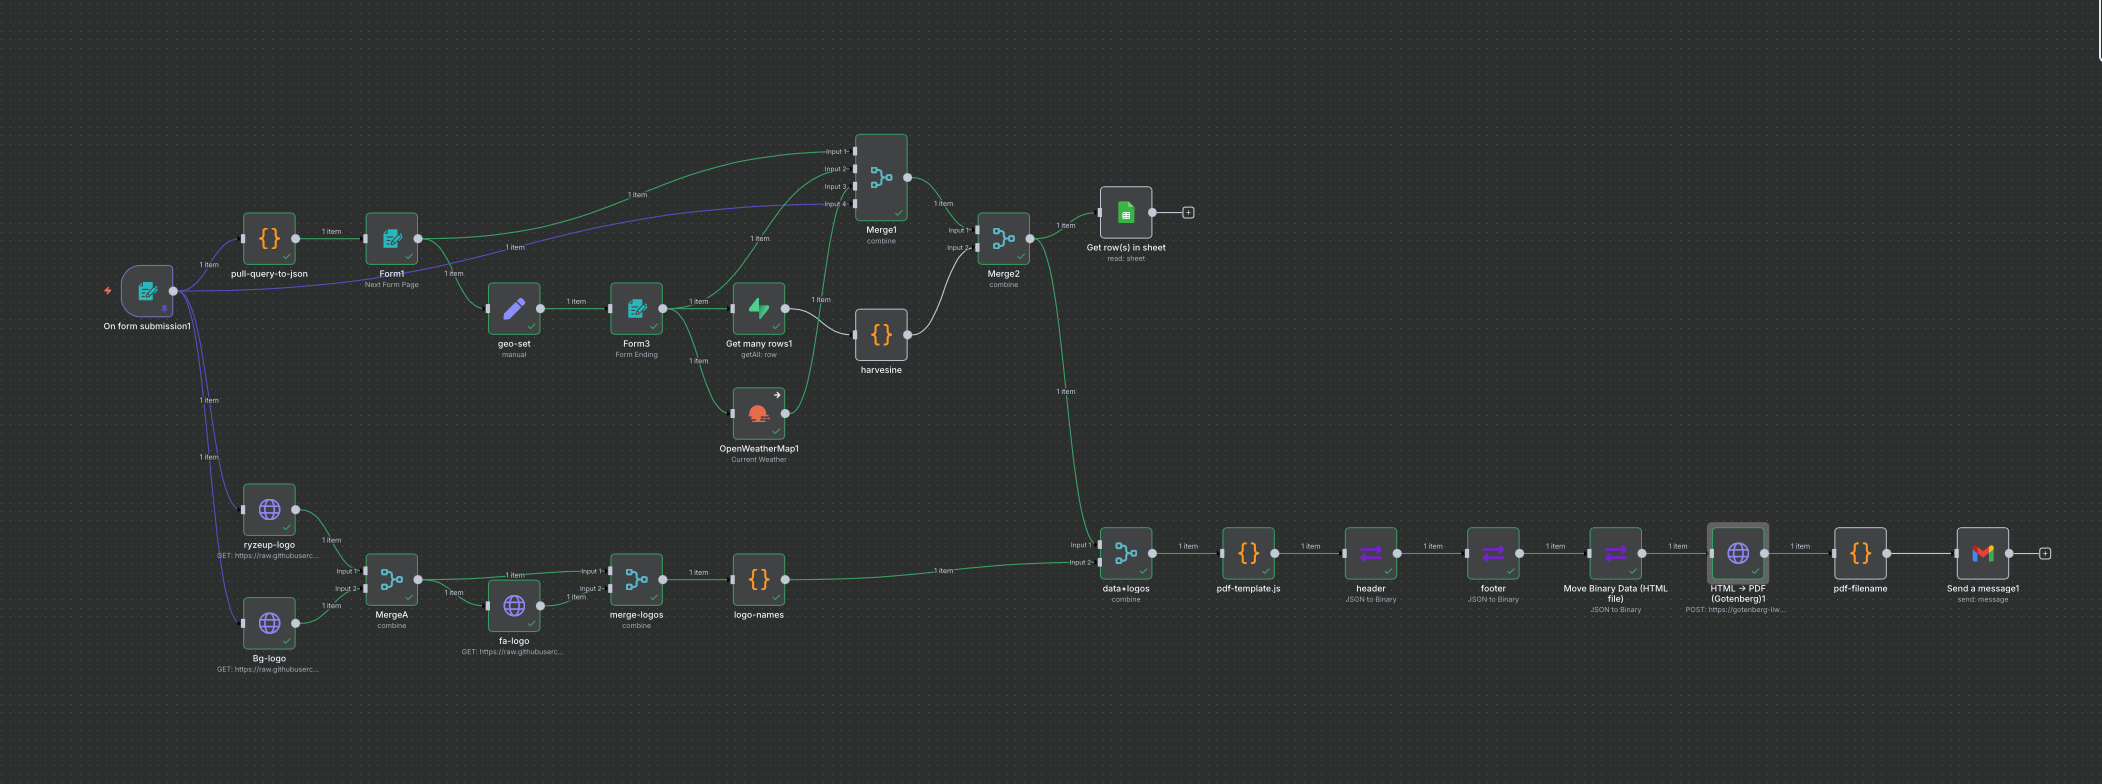 Input 1
Input 2
Input 3
Input 4
1 item
1 item
Merge1
combine
1 item
Input 1
Input 2
Merge2
combine
1 item
Get row(s) in sheet
read: sheet
1 item
pull-query-to-json
1 item
Form1
Next Form Page
1 item
1 item
On form submission1
1 item
geo-set
manual
1 item
Form3
Form Ending
1 item
1 item
Get many rows1
getAll: row
1 item
harvesine
1 item
OpenWeatherMap1
Current Weather
1 item
1 item
1 item
ryzeup-logo
GET: https://raw.githubuserc...
1 item
Bg-logo
GET: https://raw.githubuserc...
1 item
Input 1
Input 2
MergeA
combine
1 item
1 item
fa-logo
GET: https://raw.githubuserc...
1 item
Input 1
Input 2
merge-logos
combine
1 item
logo-names
1 item
Input 1
Input 2
data+logos
combine
1 item
pdf-template.js
1 item
header
JSON to Binary
1 item
footer
JSON to Binary
1 item
Move Binary Data (HTML
file)
JSON to Binary
1 item
HTML → PDF
(Gotenberg)1
POST: https://gotenberg-liw...
1 item
pdf-filename
Send a message1
send: message